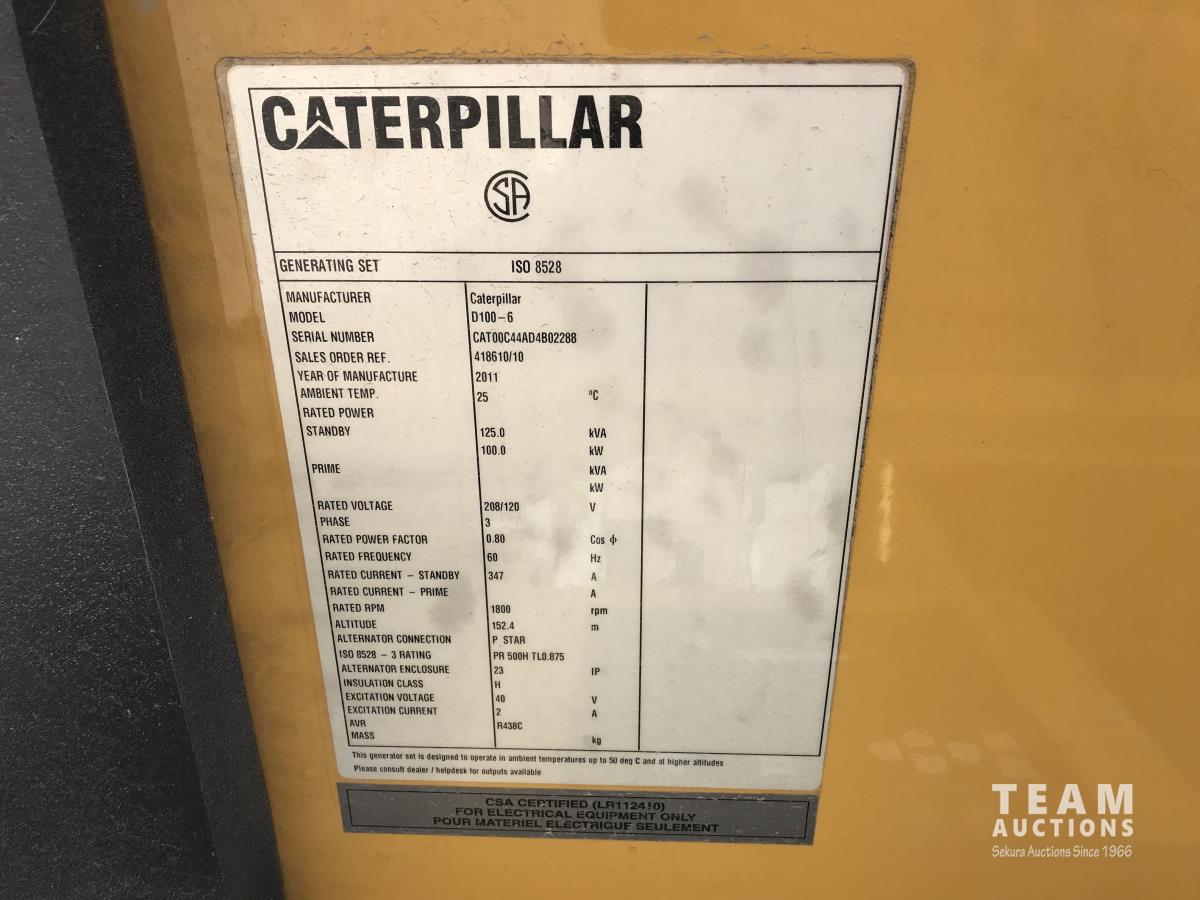 CATERPILLAR
CSA
GENERATING SET ISO 8528
MANUFACTURER Caterpillar
MODEL D100-6
SERIAL NUMBER CAT00C44AD4B02288
SALES ORDER REF. 418610/10
YEAR OF MANUFACTURE 2011
AMBIENT TEMP. 25 ºC
RATED POWER
STANDBY 125.0 kVA
100.0 kW
PRIME kVA
kW
RATED VOLTAGE 208/120 V
PHASE 3
RATED POWER FACTOR 0.80 Cos ϕ
RATED FREQUENCY 60 Hz
RATED CURRENT - STANDBY 347 A
RATED CURRENT - PRIME A
RATED RPM 1800 rpm
ALTITUDE 152.4 m
ALTERNATOR CONNECTION P_STAR
ISO 8528 - 3 RATING PR 500H TL0.875
ALTERNATOR ENCLOSURE 23 IP
INSULATION CLASS H
EXCITATION VOLTAGE 40 V
EXCITATION CURRENT 2 A
AVR R438C
MASS kg
This generator set is designed to operate in ambient temperatures up to 50 deg C and at higher altitudes
Please consult dealer / helpdesk for outputs available
CSA CERTIFIED (LR112410)
FOR ELECTRICAL EQUIPMENT ONLY
POUR MATERIEL ELECTRIQUE SEULEMENT
TEAM
AUCTIONS
Sekura Auctions Since 1966